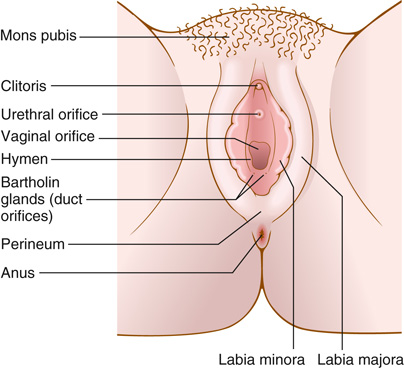 Mons pubis
Clitoris
Urethral orifice
Vaginal orifice
Hymen
Bartholin
glands (duct
orifices)
Perineum
Anus
Labia minora
Labia majora